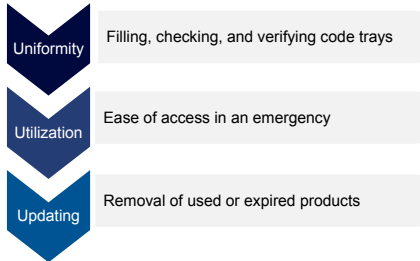 Uniformity
Filling, checking, and verifying code trays
Utilization
Ease of access in an emergency
Updating
Removal of used or expired products